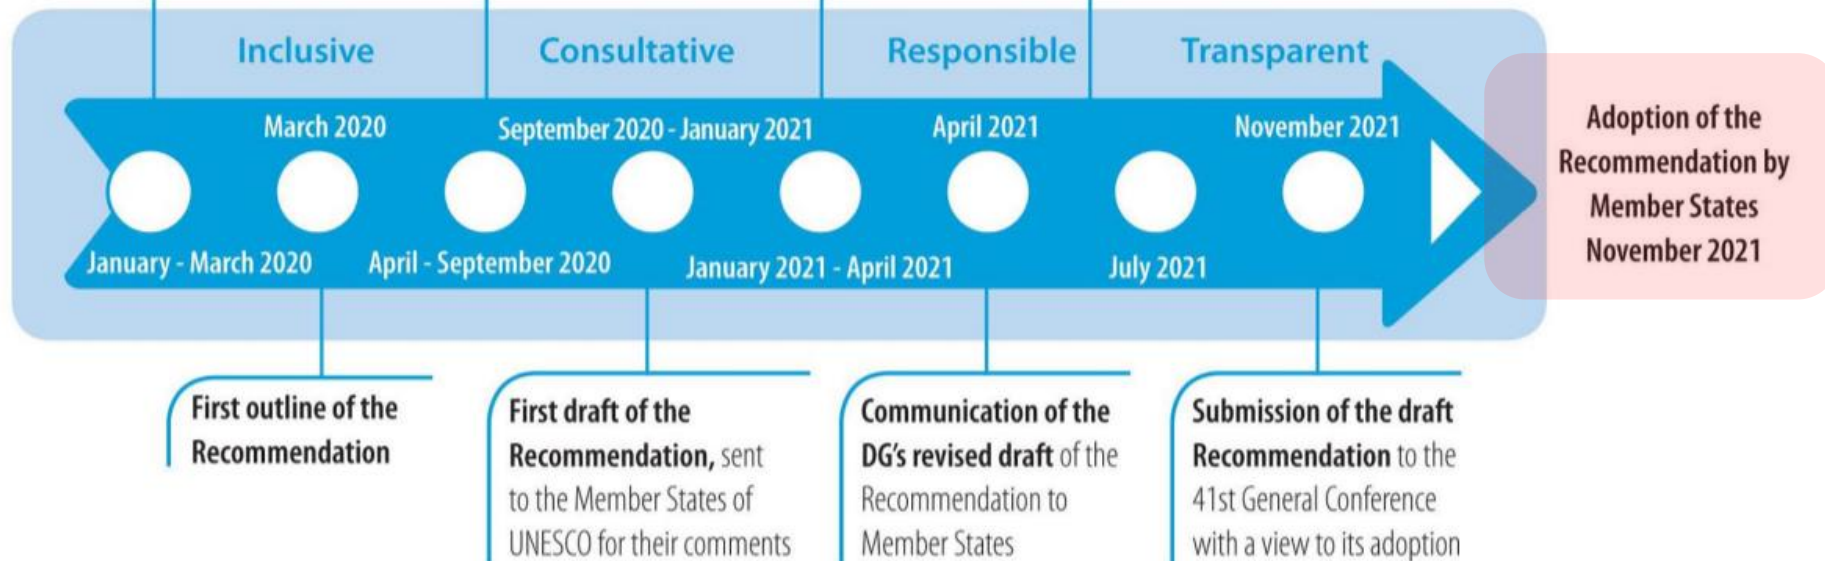 Inclusive
Consultative
Responsible
Transparent
March 2020
September 2020 - January 2021
April 2021
November 2021
January - March 2020
April - September 2020
January 2021 - April 2021
July 2021
Adoption of the
Recommendation by
Member States
November 2021
First outline of the
Recommendation
First draft of the
Recommendation, sent
to the Member States of
UNESCO for their comments
Communication of the
DG's revised draft of the
Recommendation to
Member States
Submission of the draft
Recommendation to the
41st General Conference
with a view to its adoption